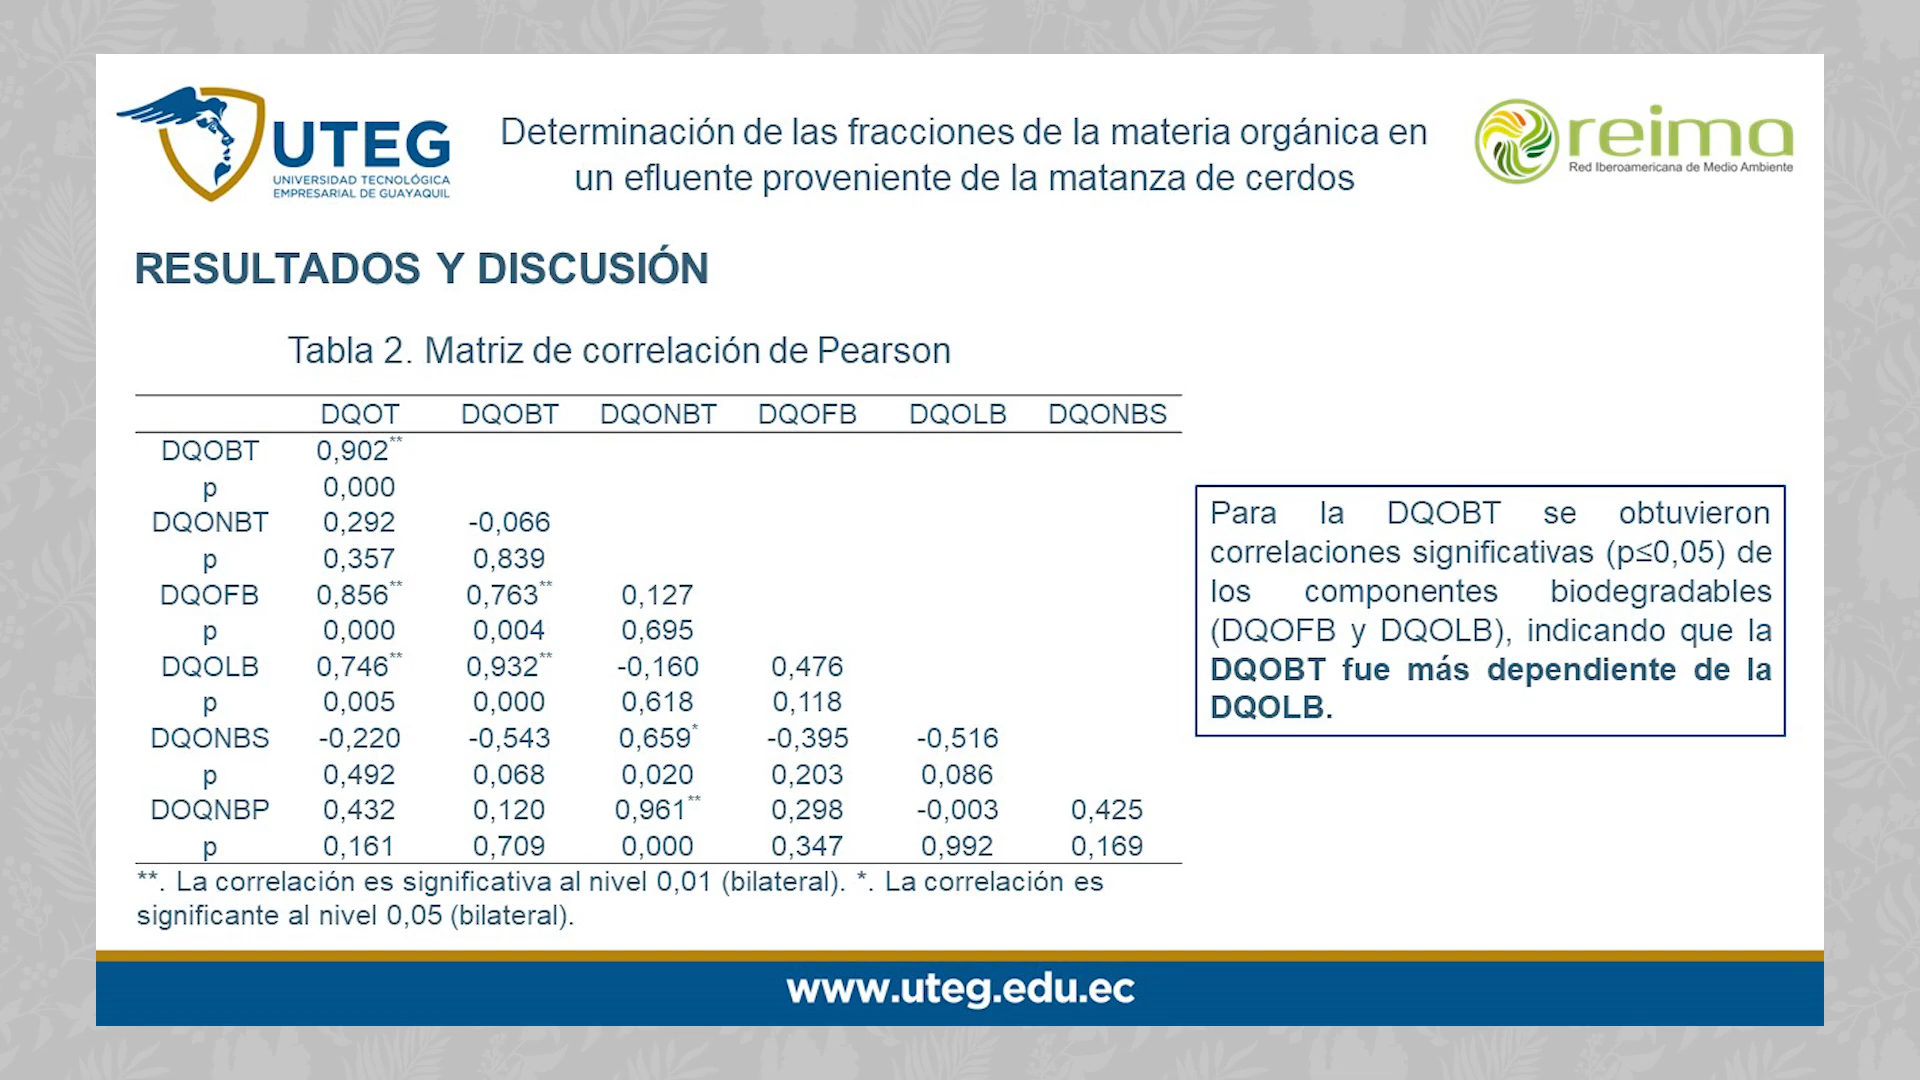 UTEG
UNIVERSIDAD TECNOLÓGICA
EMPRESARIAL DE GUAYAQUIL
Determinación de las fracciones de la materia orgánica en
un efluente proveniente de la matanza de cerdos
reima
Red Iberoamericana de Medio Ambiente
RESULTADOS Y DISCUSIÓN
Tabla 2. Matriz de correlación de Pearson
DQOT DQOBT DQONBT DQOFB DQOLB DQONBS
DQOBT 0,902**
p 0,000
DQONBT 0,292 -0,066
p 0,357 0,839
DQOFB 0,856** 0,763** 0,127
p 0,000 0,004 0,695
DQOLB 0,746** 0,932** -0,160 0,476
p 0,005 0,000 0,618 0,118
DQONBS -0,220 -0,543 0,659* -0,395 -0,516
p 0,492 0,068 0,020 0,203 0,086
DOQNBP 0,432 0,120 0,961** 0,298 -0,003 0,425
p 0,161 0,709 0,000 0,347 0,992 0,169
**. La correlación es significativa al nivel 0,01 (bilateral). *. La correlación es
significante al nivel 0,05 (bilateral).
Para la DQOBT se obtuvieron
correlaciones significativas (p≤0,05) de
los componentes biodegradables
(DQOFB y DQOLB), indicando que la
DQOBT fue más dependiente de la
DQOLB.
www.uteg.edu.ec